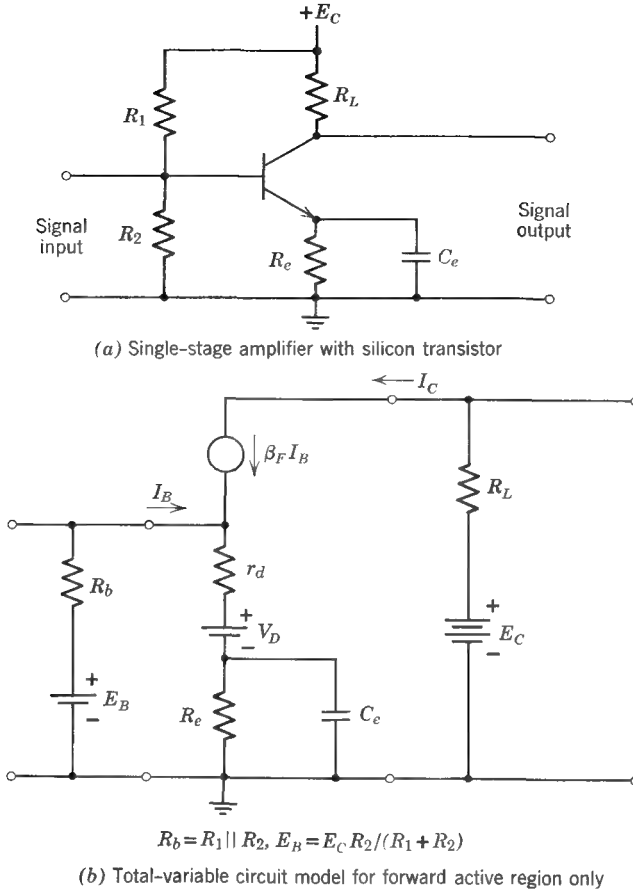 +E_C
R_1
R_L
Signal input
R_2
R_e
C_e
Signal output
(a) Single-stage amplifier with silicon transistor
I_C
β_F I_B
I_B
R_L
R_b
r_d
+
V_D
−
+
E_C
−
+
E_B
−
R_e
C_e
R_b = R_1 || R_2, E_B = E_C R_2/(R_1 + R_2)
(b) Total-variable circuit model for forward active region only